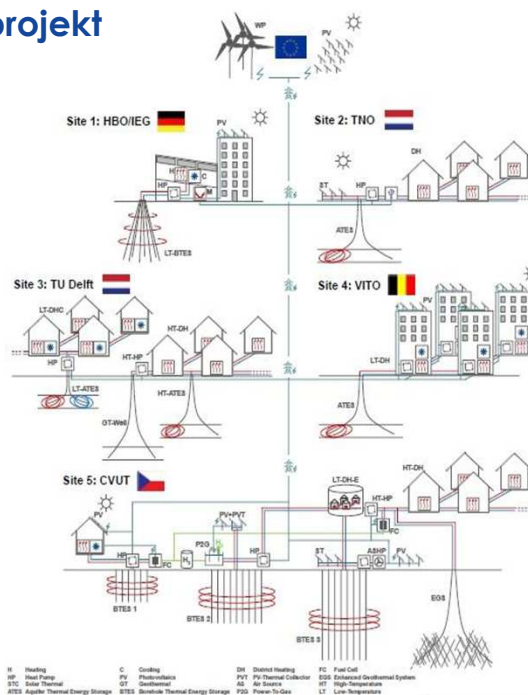 projekt
WP
PV
Site 1: HBO/IEG
PV
H
C
HP
M
LT-BTES
Site 2: TNO
DH
ST
HP
ATES
Site 3: TU Delft
LT-DHC
HT-DH
HP
HT-HP
LT-ATES
HT-ATES
GT-Well
Site 4: VITO
PV
LT-DH
ATES
Site 5: CVUT
LT-DH-E
HT-DH
HT-HP
PV
PV+PVT
FC
P2G
HP
FC
H2
HP
ST
ASHP
PV
BTES 1
BTES 2
BTES 3
EGS
H Heating C Cooling DH District Heating FC Fuel Cell
HP Heat Pump PV Photovoltaics PVT PV-Thermal Collector EGS Enhanced Geothermal System
STC Solar Thermal GT Geothermal AS Air Source HT High-Temperature
ATES Aquifer Thermal Energy Storage BTES Borehole Thermal Energy Storage P2G Power-To-Gas LT Low-Temperature